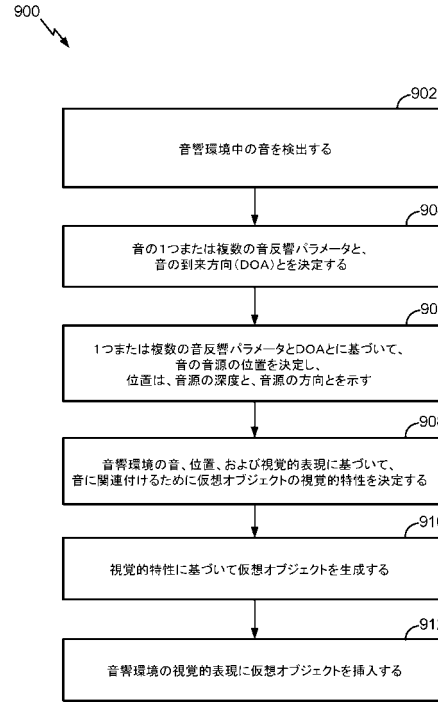 900
902
音響環境中の音を検出する
音の1つまたは複数の音反響パラメータと、
音の到来方向(DOA)とを決定する
1つまたは複数の音反響パラメータとDOAとに基づいて、
音の音源の位置を決定し、
位置は、音源の深度と、音源の方向とを示す
音響環境の音、位置、および視覚的表現に基づいて、
音に関連付けるために仮想オブジェクトの視覚的特性を決定する
910
視覚的特性に基づいて仮想オブジェクトを生成する
912
音響環境の視覚的表現に仮想オブジェクトを挿入する